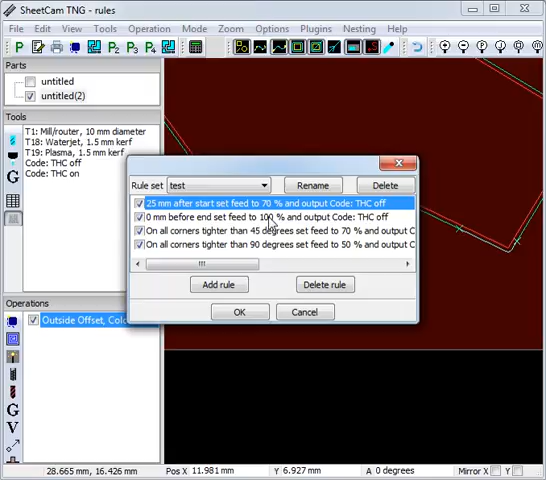 SheetCam TNG - rules
File Edit View Tools Operation Mode Options Plugins Nesting Help
P P2 P3 P
P M J S
Parts
untitled
untitled(2)
Tools
T1: Mill/router, 10 mm diameter
T18: Waterjet, 1.5 mm kerf
T19: Plasma, 1.5 mm kerf
Code: THC off
Code: THC on
G
Rule set test Rename Delete
25 mm after start set feed to 70 % and output Code: THC off
0 mm before end set feed to 100 % and output Code: THC off
On all corners tighter than 45 degrees set feed to 70 % and output C
On all corners tighter than 90 degrees set feed to 50 % and output C
Add rule Delete rule
OK Cancel
Operations
Outside Offset, Colo
G
V
28.665 mm, 16.426 mm Pos X 11.981 mm Y 6.927 mm A 0 degrees Mirror X Y